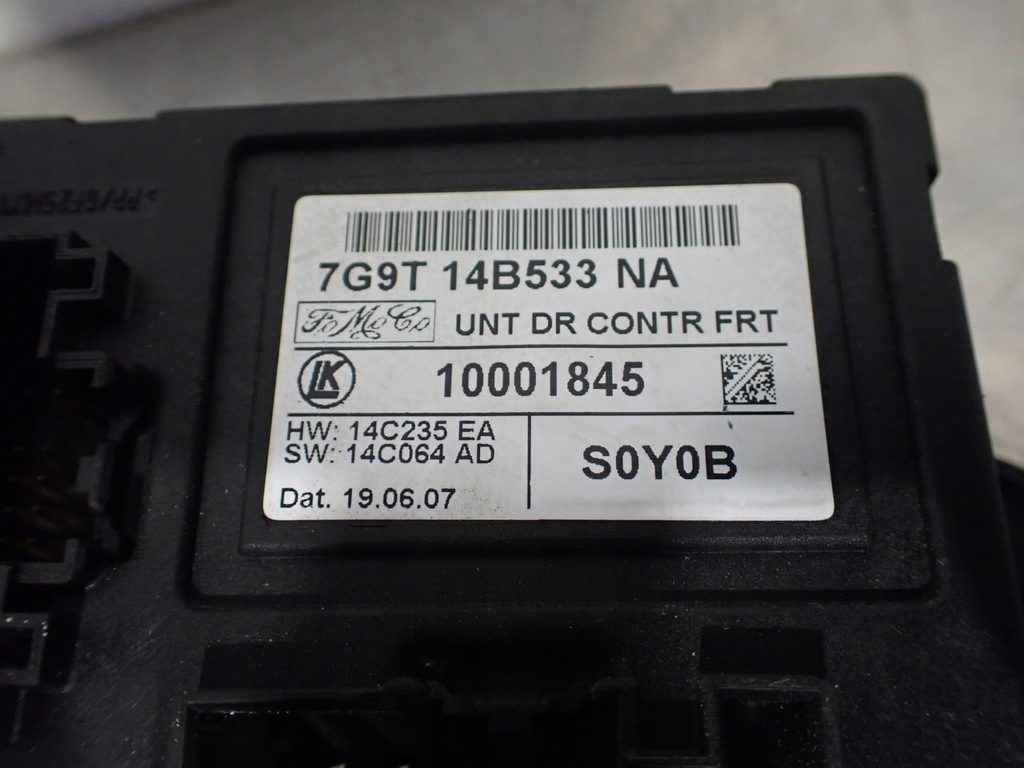 7G9T 14B533 NA
FoMoCo UNT DR CONTR FRT
LK 10001845
HW: 14C235 EA
SW: 14C064 AD
S0Y0B
Dat. 19.06.07